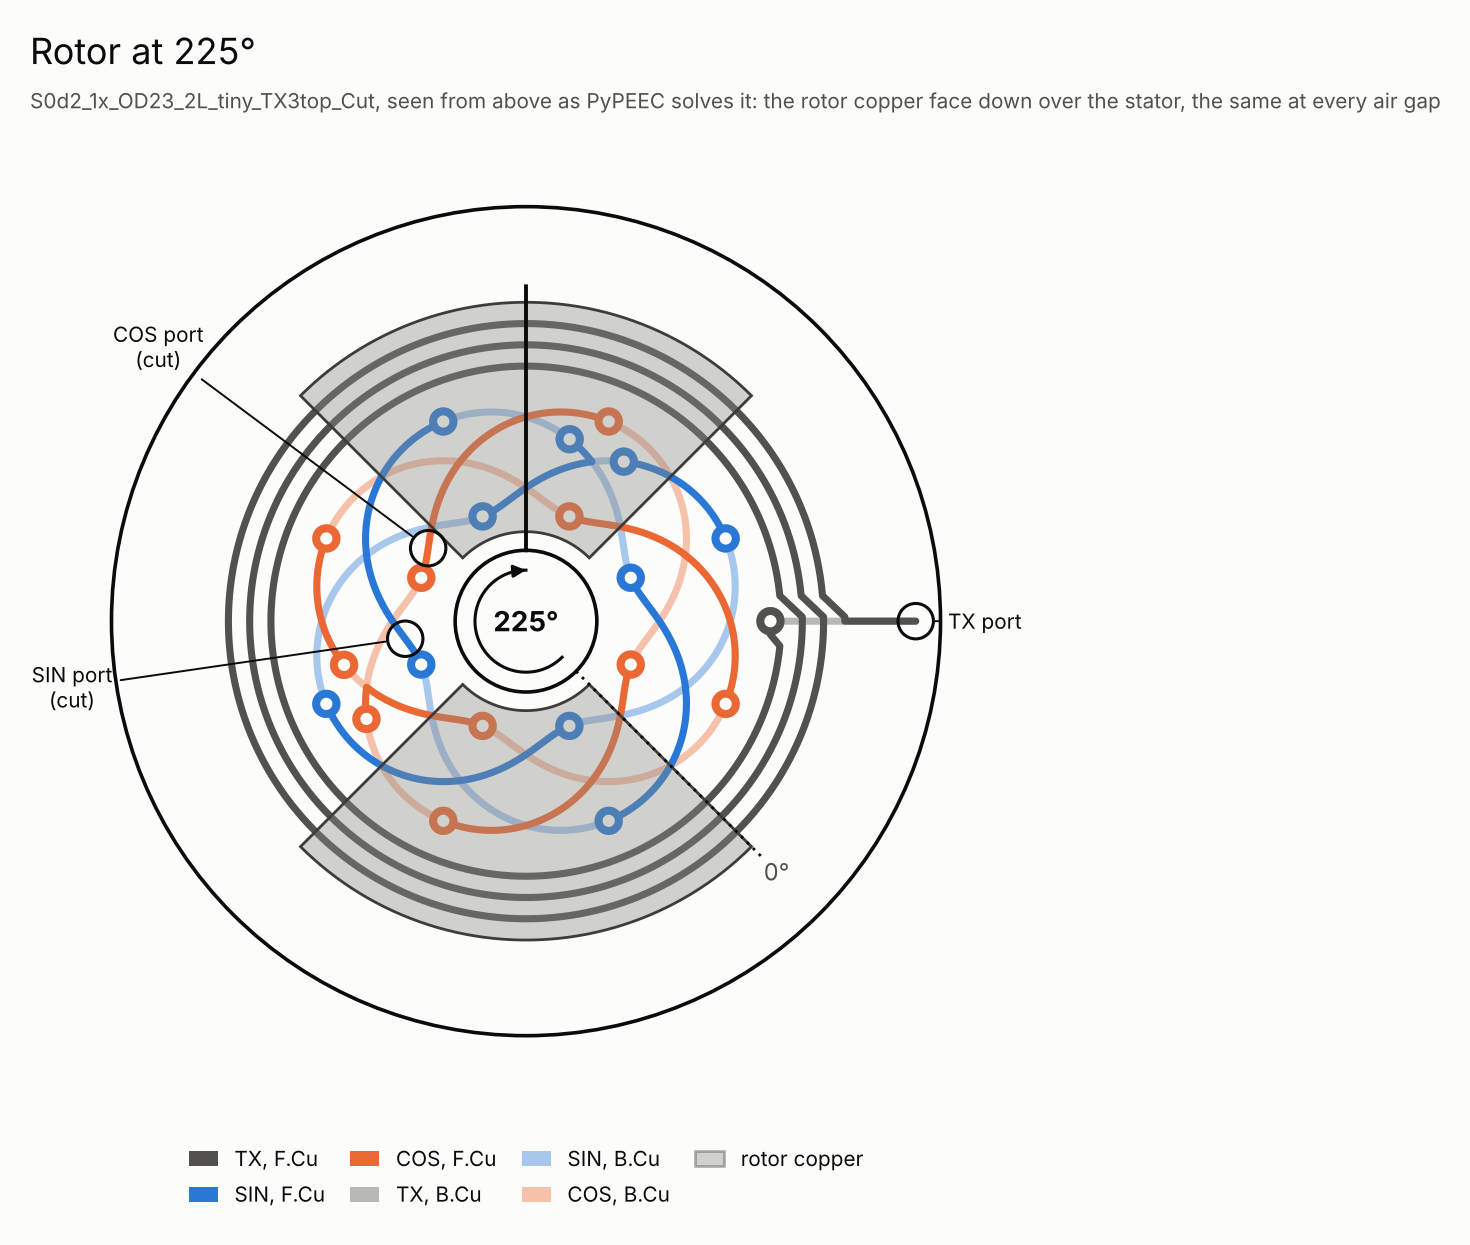 Rotor at 225°
S0d2_1x_OD23_2L_tiny_TX3top_Cut, seen from above as PyPEEC solves it: the rotor copper face down over the stator, the same at every air gap
COS port
(cut)
225°
TX port
SIN port
(cut)
0°
TX, F.Cu
COS, F.Cu
SIN, B.Cu
rotor copper
SIN, F.Cu
TX, B.Cu
COS, B.Cu